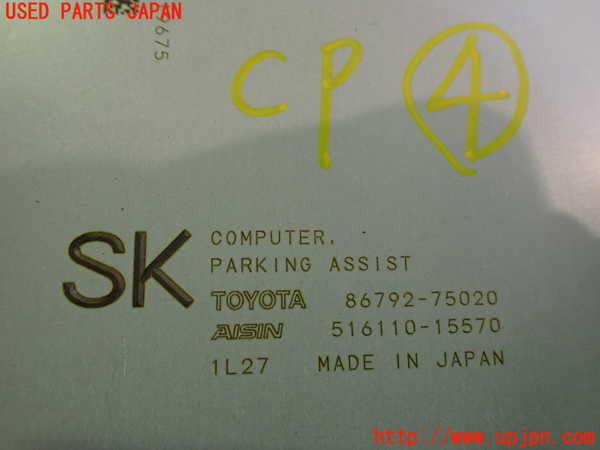 USED PARTS JAPAN
CP ④
SK
COMPUTER,
PARKING ASSIST
TOYOTA 86792-75020
AISIN 516110-15570
1L27 MADE IN JAPAN
http://www.upjpn.com/